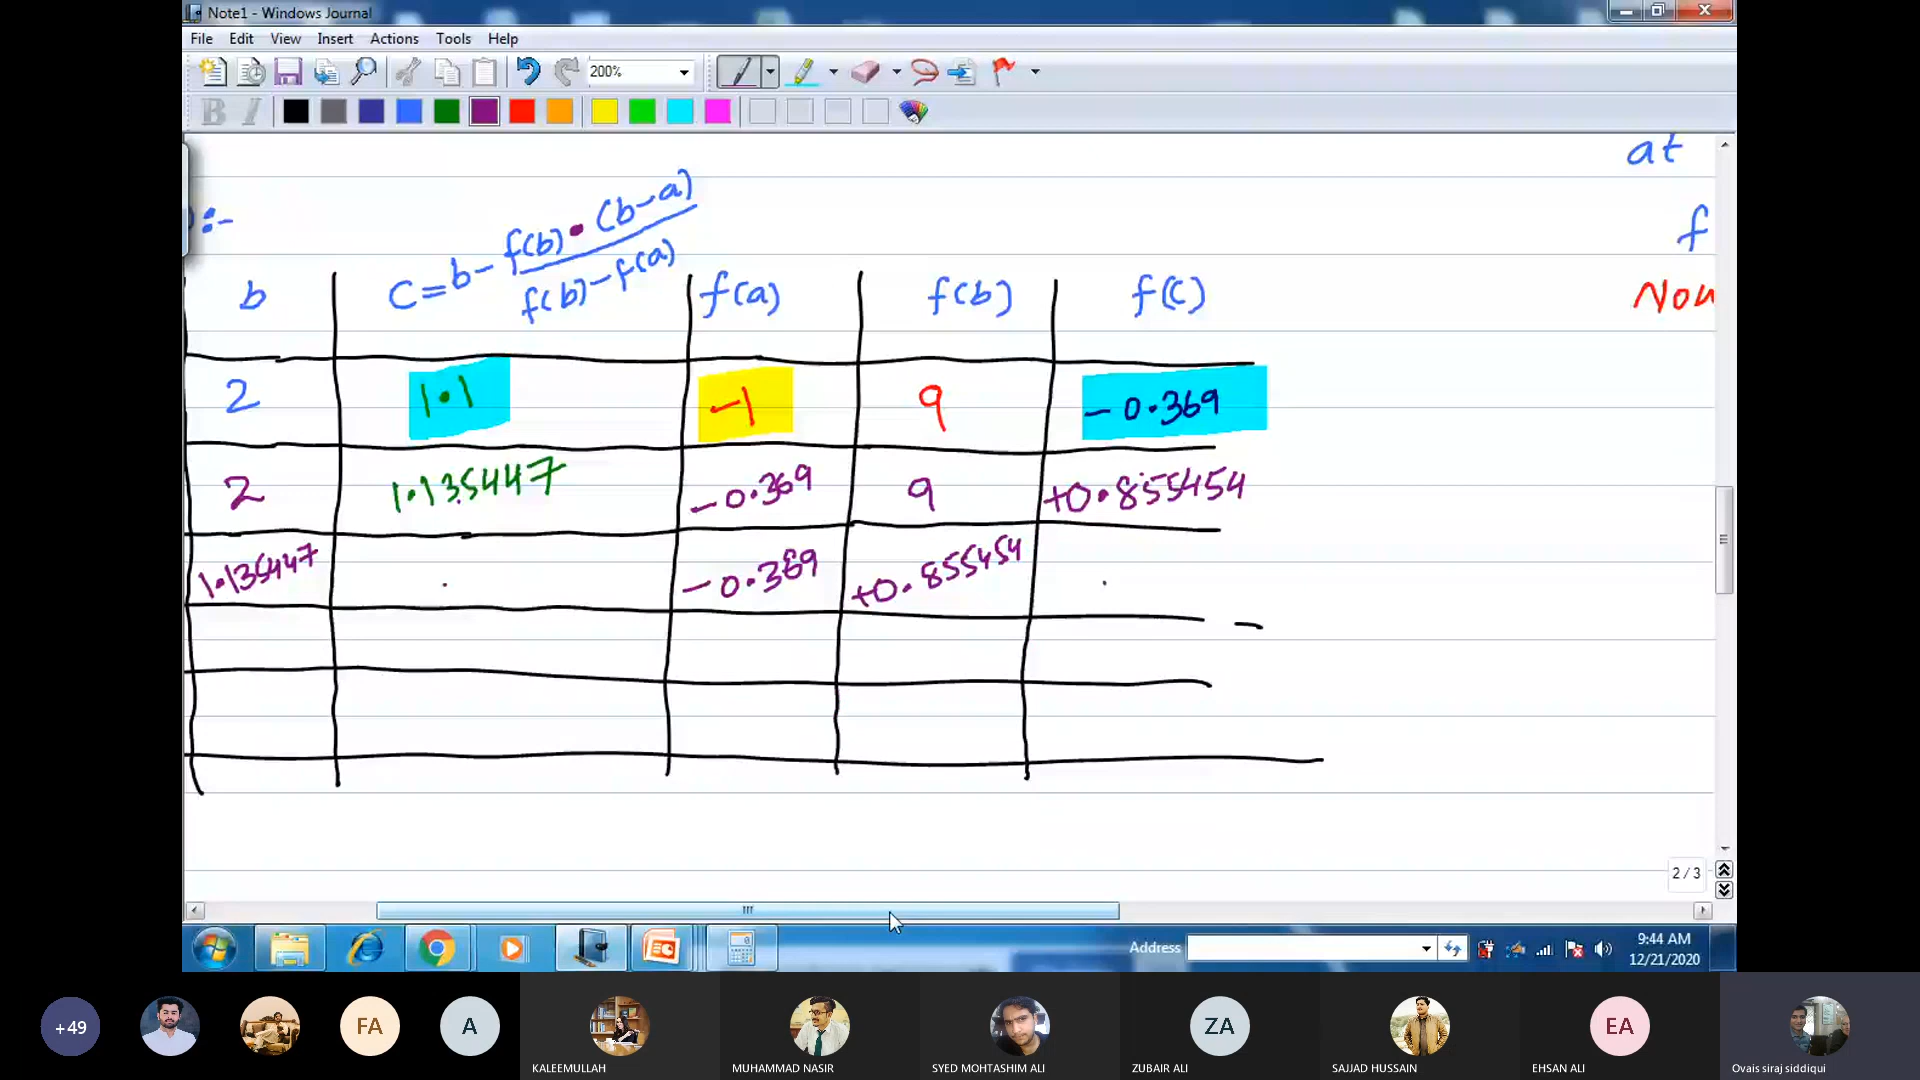 Note1 - Windows Journal
File Edit View Insert Actions Tools Help
200%
B I
at
:-
C = b - f(b) • (b-a)
f(b) - f(a)
f
b f(a) f(b) f(c)
Now
2 1.1 -1 9 -0.369
2 1.135447 -0.369 9 +0.855454
1.135447 -0.369 +0.855454
2 / 3
Address
9:44 AM
12/21/2020
+49
FA
A
ZA
EA
KALEEMULLAH
MUHAMMAD NASIR
SYED MOHTASHIM ALI
ZUBAIR ALI
SAJJAD HUSSAIN
EHSAN ALI
Ovais siraj siddiqui